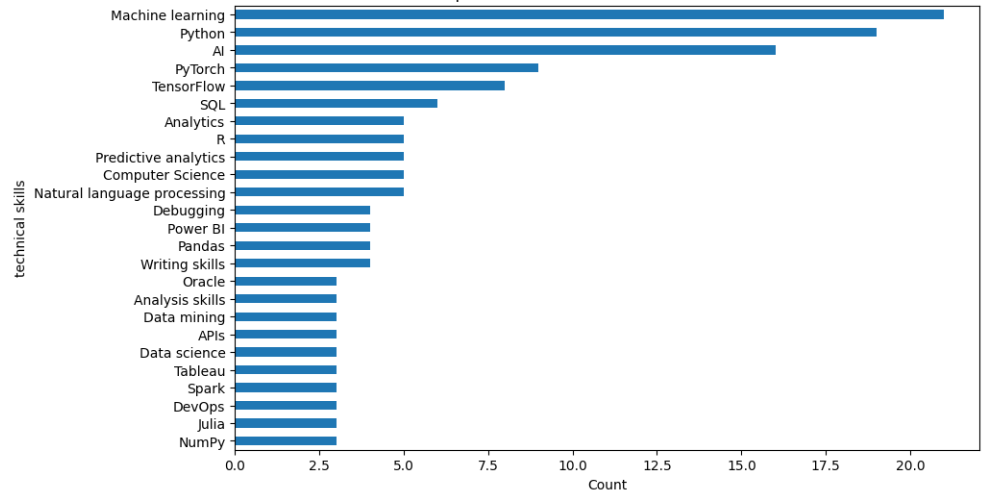 Machine learning
Python
AI
PyTorch
TensorFlow
SQL
Analytics
R
Predictive analytics
Computer Science
Natural language processing
Debugging
Power BI
Pandas
Writing skills
Oracle
Analysis skills
Data mining
APIs
Data science
Tableau
Spark
DevOps
Julia
NumPy
technical skills
0.0 2.5 5.0 7.5 10.0 12.5 15.0 17.5 20.0
Count